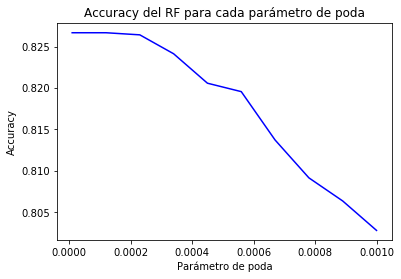 Accuracy del RF para cada parámetro de poda
0.825
0.820
0.815
0.810
0.805
Accuracy
0.0000 0.0002 0.0004 0.0006 0.0008 0.0010
Parámetro de poda